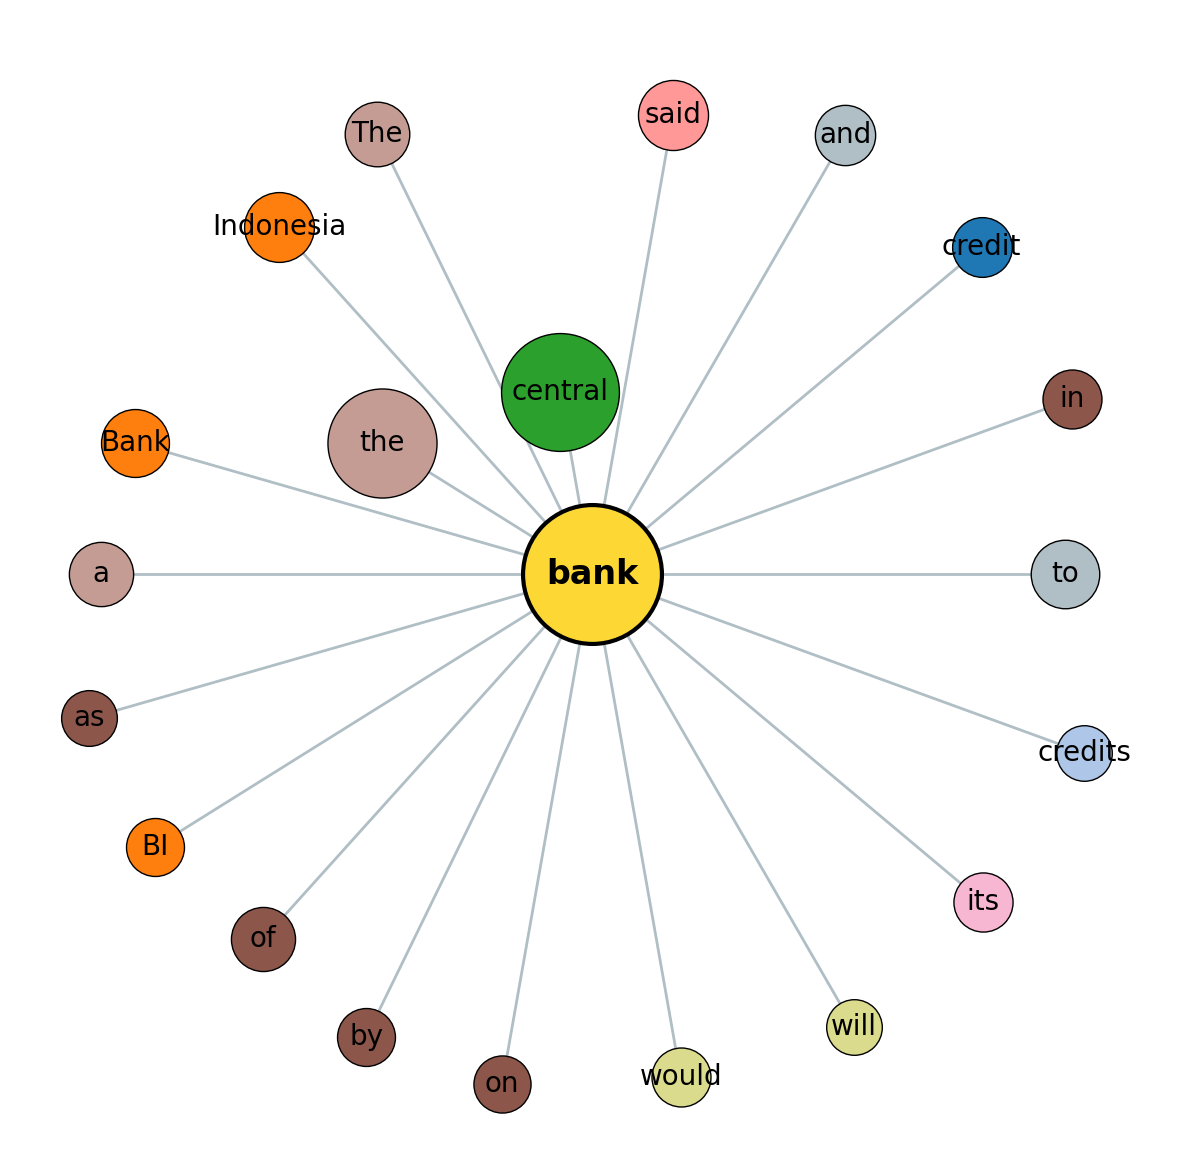 said
The
and
Indonesia
credit
central
in
the
Bank
bank
a
to
as
credits
BI
its
of
will
by
would
on